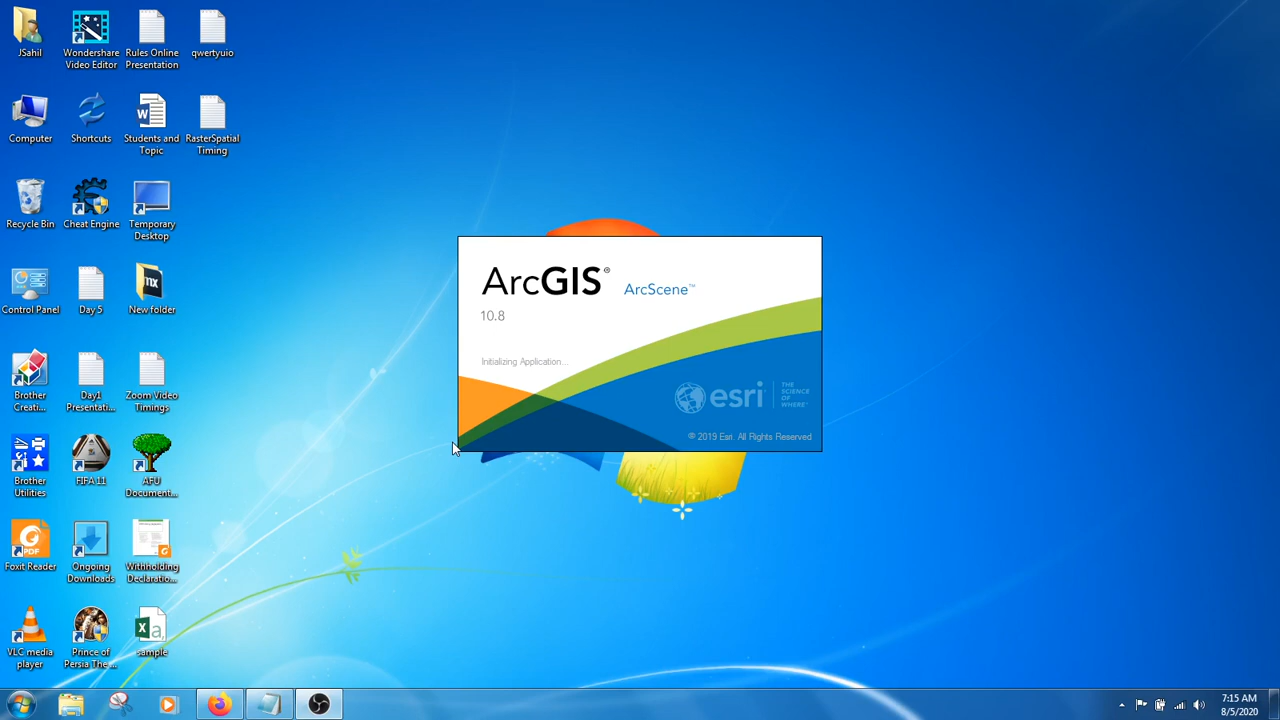 JSahil
Wondershare
Video Editor
Rules Online
Presentation
qwertyuio
Computer
Shortcuts
Students and
Topic
RasterSpatial
Timing
Recycle Bin
Cheat Engine
Temporary
Desktop
Control Panel
Day 5
New folder
Brother
Creati...
Day1
Presentati...
Zoom Video
Timings
Brother
Utilities
FIFA 11
AFU
Document...
Foxit Reader
Ongoing
Downloads
Withholding
Declaratio...
VLC media
player
Prince of
Persia The ...
sample
ArcGIS® ArcScene™
10.8
Initializing Application...
esri
THE
SCIENCE
OF
WHERE™
© 2019 Esri. All Rights Reserved
7:15 AM
8/5/2020